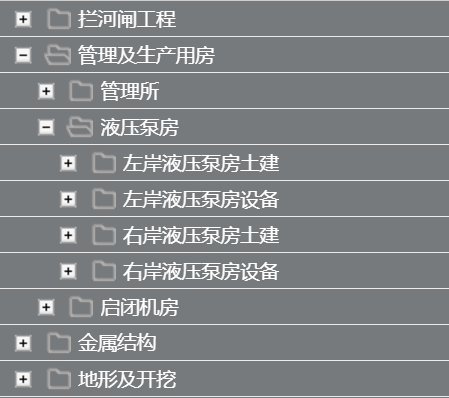 拦河闸工程
管理及生产用房
管理所
液压泵房
左岸液压泵房土建
左岸液压泵房设备
右岸液压泵房土建
右岸液压泵房设备
启闭机房
金属结构
地形及开挖